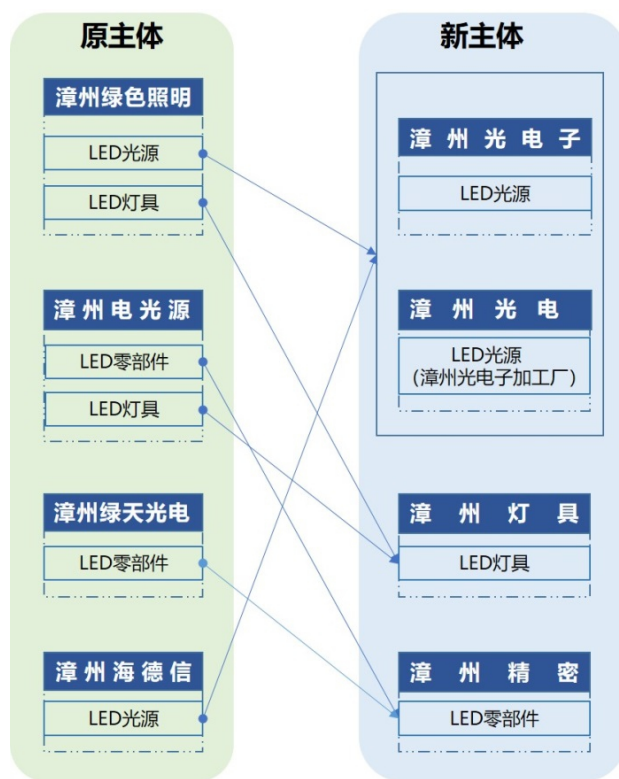 原主体
漳州绿色照明
LED光源
LED灯具
漳州电光源
LED零部件
LED灯具
漳州绿天光电
LED零部件
漳州海德信
LED光源
新主体
漳州光电子
LED光源
漳州光电
LED光源
（漳州光电子加工厂）
漳州灯具
LED灯具
漳州精密
LED零部件